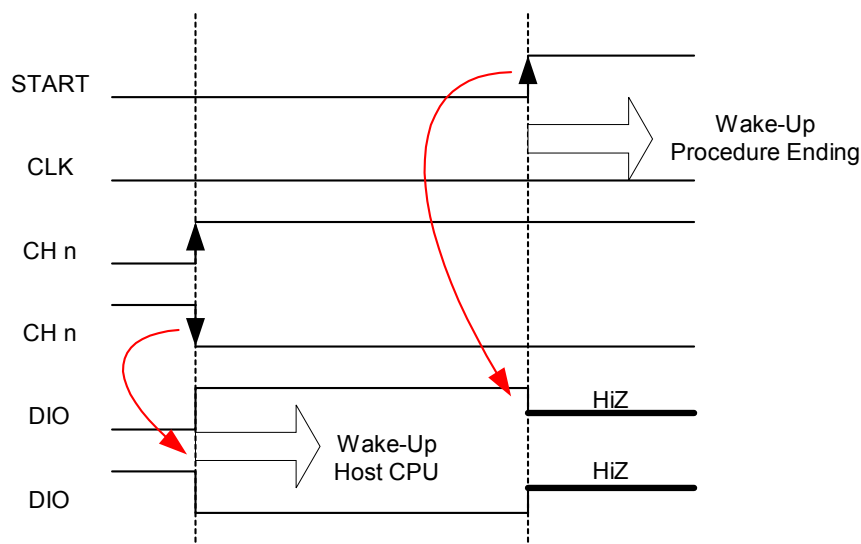 START
Wake-Up
Procedure Ending
CLK
CH n
CH n
DIO
HiZ
Wake-Up
Host CPU
HiZ
DIO